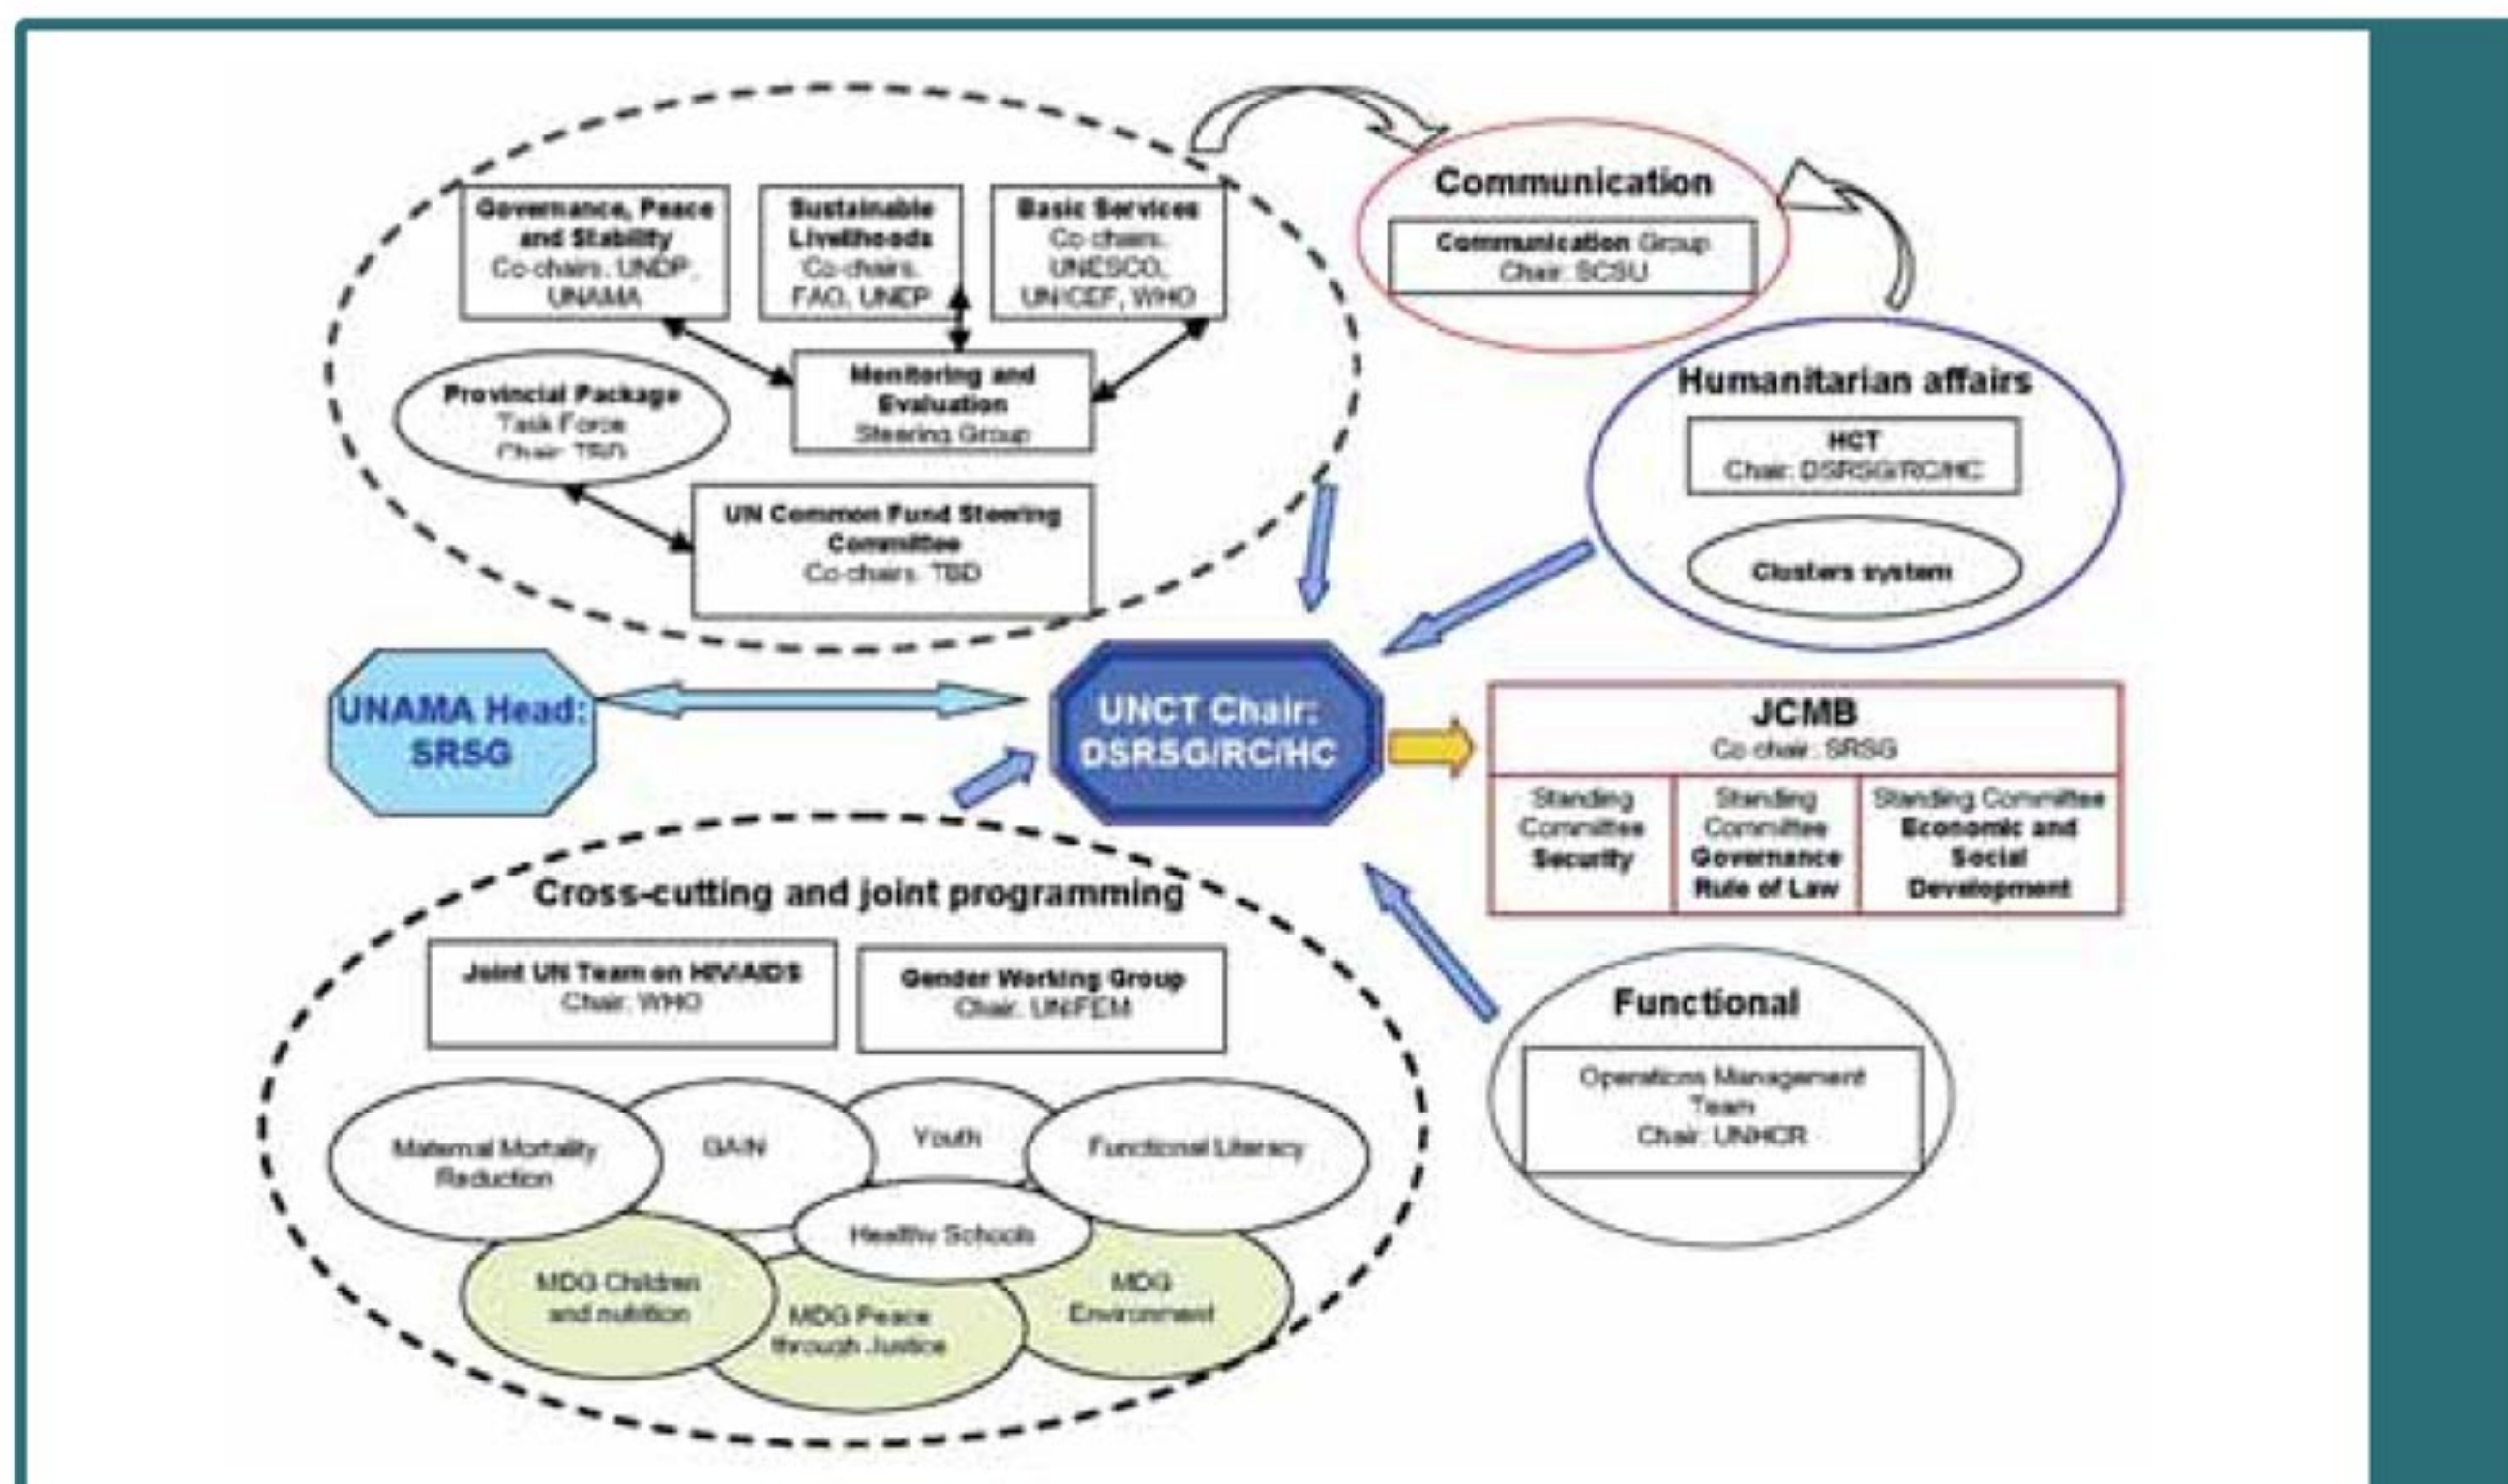 Governance, Peace
and Stability
Co-chairs. UNDP,
UNAMA
Sustainable
Livelihoods
Co-chairs.
FAO, UNEP
Basic Services
Co chairs.
UNESCO,
UNICEF, WHO
Provincial Package
Task Force
Chair: TBD
Monitoring and
Evaluation
Steering Group
UN Common Fund Steering
Committee
Co-chairs. TBD
Communication
Communication Group
Chair: SCSU
Humanitarian affairs
HCT
Chair: DSRSG/RC/HC
Clusters system
UNAMA Head:
SRSG
UNCT Chair:
DSRSG/RC/HC
JCMB
Co chair: SRSG
Standing
Committee
Security
Standing
Committee
Governance
Rule of Law
Standing Committee
Economic and
Social
Development
Cross-cutting and joint programming
Joint UN Team on HIV/AIDS
Chair: WHO
Gender Working Group
Chair: UNIFEM
Maternal Mortality
Reduction
GAIN
Youth
Functional Literacy
Healthy Schools
MDG Children
and nutrition
MDG Peace
through Justice
MDG
Environment
Functional
Operations Management
Team
Chair: UNHCR